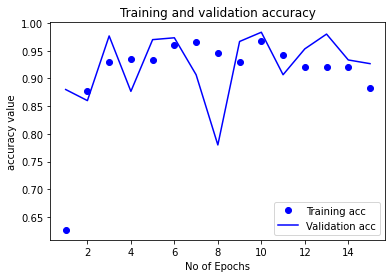 Training and validation accuracy
accuracy value
1.00
0.95
0.90
0.85
0.80
0.75
0.70
0.65
2 4 6 8 10 12 14
No of Epochs
Training acc
Validation acc